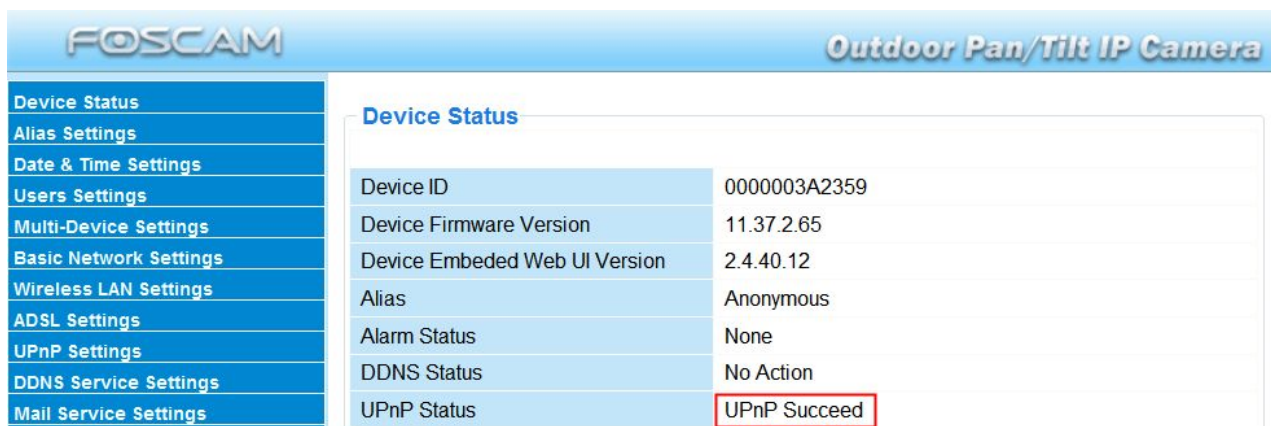 FOSCAM
Outdoor Pan/Tilt IP Camera
Device Status
Alias Settings
Date & Time Settings
Users Settings
Multi-Device Settings
Basic Network Settings
Wireless LAN Settings
ADSL Settings
UPnP Settings
DDNS Service Settings
Mail Service Settings
Device Status
Device ID 0000003A2359
Device Firmware Version 11.37.2.65
Device Embeded Web UI Version 2.4.40.12
Alias Anonymous
Alarm Status None
DDNS Status No Action
UPnP Status UPnP Succeed